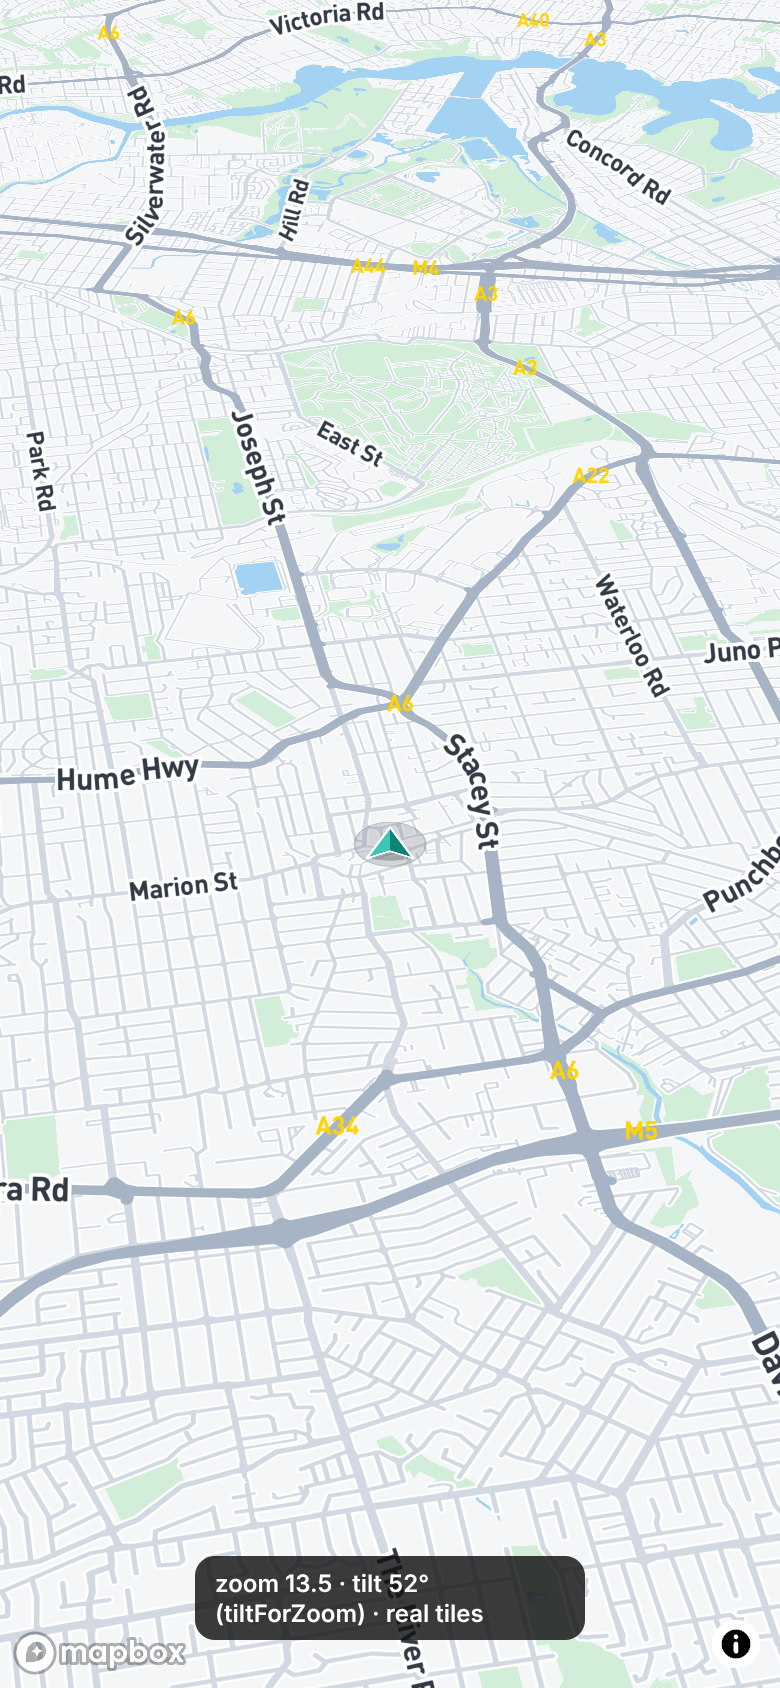 Victoria Rd
A40
A6
A3
Rd
Silverwater Rd
Concord Rd
Hill Rd
A44
M4
A3
A6
A3
Joseph St
East St
Park Rd
A22
Waterloo Rd
Juno P
A6
Stacey St
Hume Hwy
Marion St
Punchb
A6
A34
M5
ra Rd
Dav
The River R
zoom 13.5 · tilt 52°
(tiltForZoom) · real tiles
mapbox
i